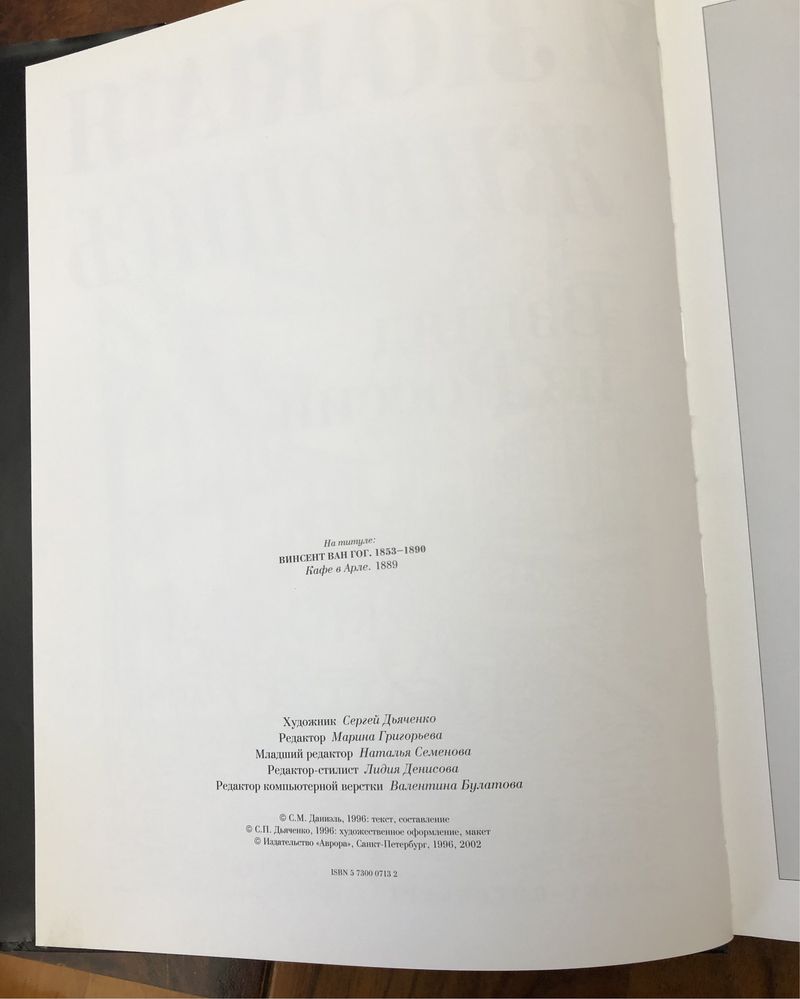 На титуле:
ВИНСЕНТ ВАН ГОГ. 1853–1890
Кафе в Арле. 1889
Художник Сергей Дьяченко
Редактор Марина Григорьева
Младший редактор Наталья Семенова
Редактор-стилист Лидия Денисова
Редактор компьютерной верстки Валентина Булатова
© С.М. Даниэль, 1996: текст, составление
© С.П. Дьяченко, 1996: художественное оформление, макет
© Издательство «Аврора», Санкт-Петербург, 1996, 2002
ISBN 5 7300 0713 2